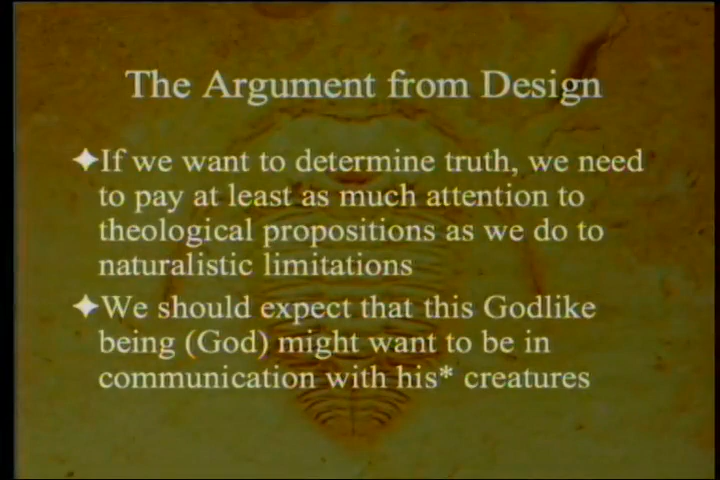 The Argument from Design
✦If we want to determine truth, we need
to pay at least as much attention to
theological propositions as we do to
naturalistic limitations
✦We should expect that this Godlike
being (God) might want to be in
communication with his* creatures